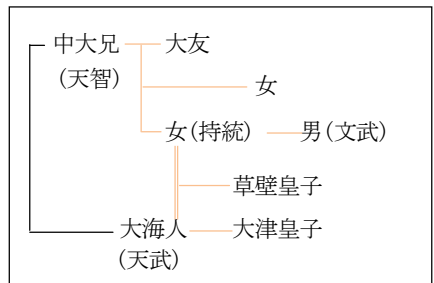 中大兄 大友
(天智)
女
女(持統) 男(文武)
草壁皇子
大海人 大津皇子
(天武)